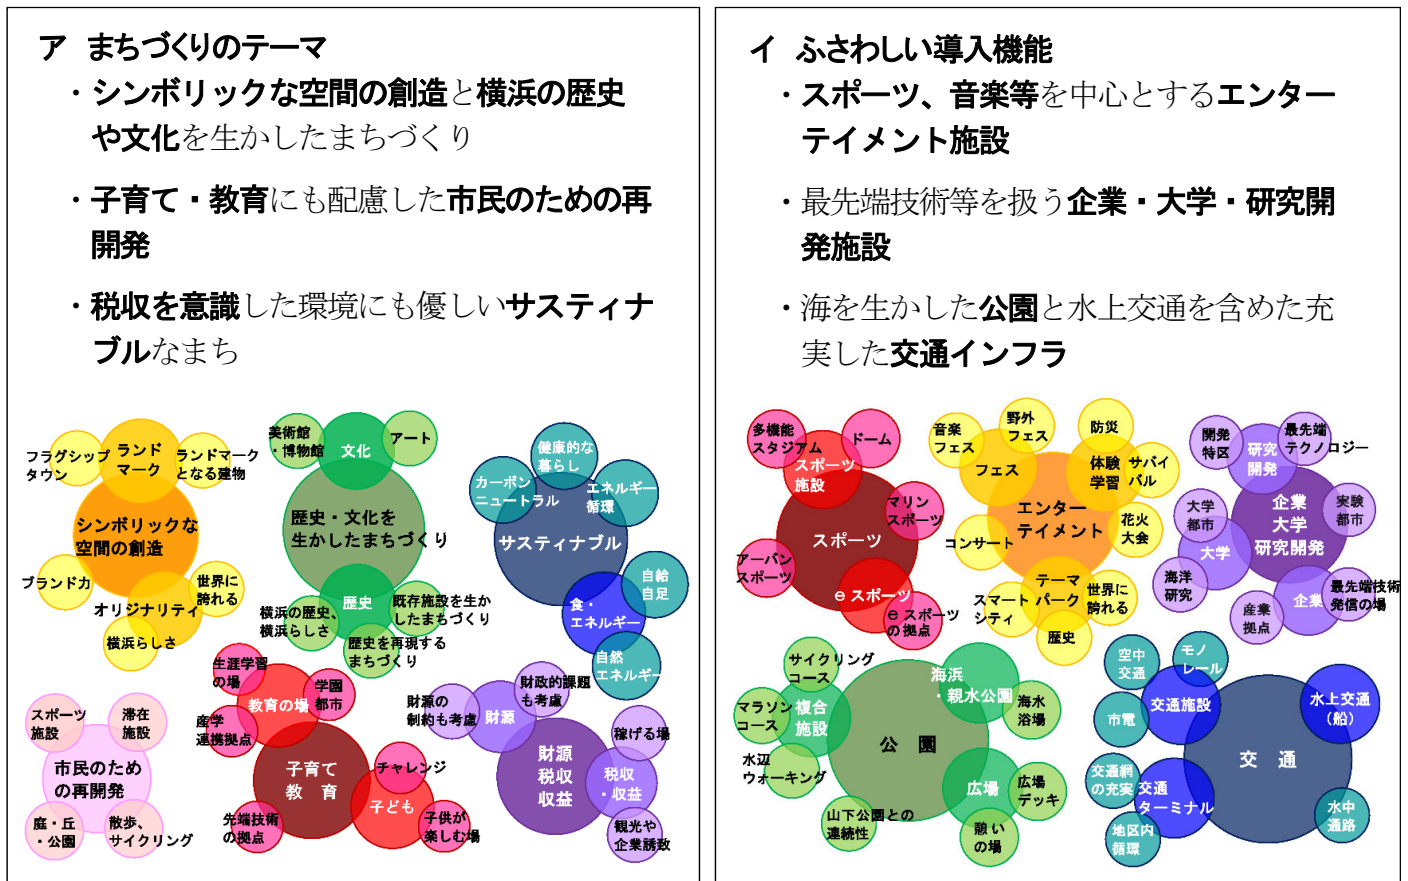 ア まちづくりのテーマ
・シンボリックな空間の創造と横浜の歴史
や文化を生かしたまちづくり
・子育て・教育にも配慮した市民のための再
開発
・税収を意識した環境にも優しいサスティナ
ブルなまち
フラグシップ
タウン
ランド
マーク
ランドマーク
となる建物
シンボリックな
空間の創造
ブランド力
オリジナリティ
世界に
誇れる
横浜らしさ
美術館
・博物館
文化
アート
歴史・文化を
生かしたまちづくり
横浜の歴史、
横浜らしさ
歴史
既存施設を生か
したまちづくり
歴史を再現する
まちづくり
健康的な
暮らし
カーボン
ニュートラル
エネルギー
循環
サスティナブル
食・
エネルギー
自給
自足
自然
エネルギー
スポーツ
施設
滞在
施設
市民のため
の再開発
庭・丘
・公園
散歩、
サイクリング
生涯学習
の場
教育の場
学園
都市
産学
連携拠点
子育て
教 育
チャレンジ
子ども
先端技術
の拠点
子供が
楽しむ場
財源の
制約も考慮
財源
財政的課題
も考慮
財源
税収
収益
稼げる場
税収
・収益
観光や
企業誘致
イ ふさわしい導入機能
・スポーツ、音楽等を中心とするエンター
テイメント施設
・最先端技術等を扱う企業・大学・研究開
発施設
・海を生かした公園と水上交通を含めた充
実した交通インフラ
多機能
スタジアム
スポーツ
施設
ドーム
マリン
スポーツ
スポーツ
アーバン
スポーツ
eスポーツ
eスポーツ
の拠点
音楽
フェス
野外
フェス
フェス
防災
体験
学習
サバイ
バル
エンター
テイメント
コンサート
花火
大会
テーマ
パーク
スマート
シティ
世界に
誇れる
歴史
開発
特区
研究
開発
最先端
テクノロジー
大学
都市
企業
大学
研究開発
実験
都市
大学
海洋
研究
産業
拠点
企業
最先端技術
発信の場
サイクリング
コース
海浜
・親水公園
マラソン
コース
複合
施設
海水
浴場
公 園
水辺
ウォーキング
広場
広場
デッキ
山下公園との
連続性
憩い
の場
空中
交通
モノ
レール
市電
交通施設
水上交通
（船）
交 通
交通網
の充実
交通
ターミナル
地区内
循環
水中
通路